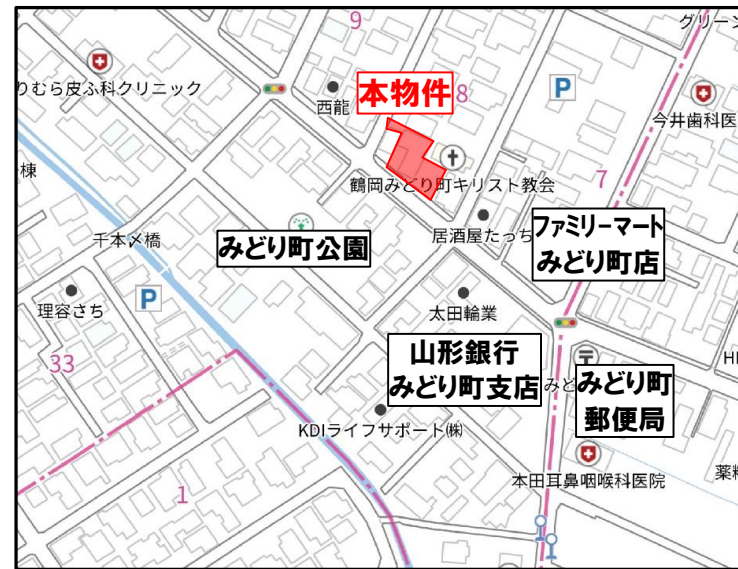 9
グリーン
りむら皮ふ科クリニック
西龍
本物件
8
P
今井歯科医
棟
鶴岡みどり町キリスト教会
7
千本〆橋
みどり町公園
居酒屋たっち
ファミリーマート
みどり町店
理容さち
P
太田輪業
33
山形銀行
みどり町支店
みど
みどり町
郵便局
KDIライフサポート㈱
1
本田耳鼻咽喉科医院